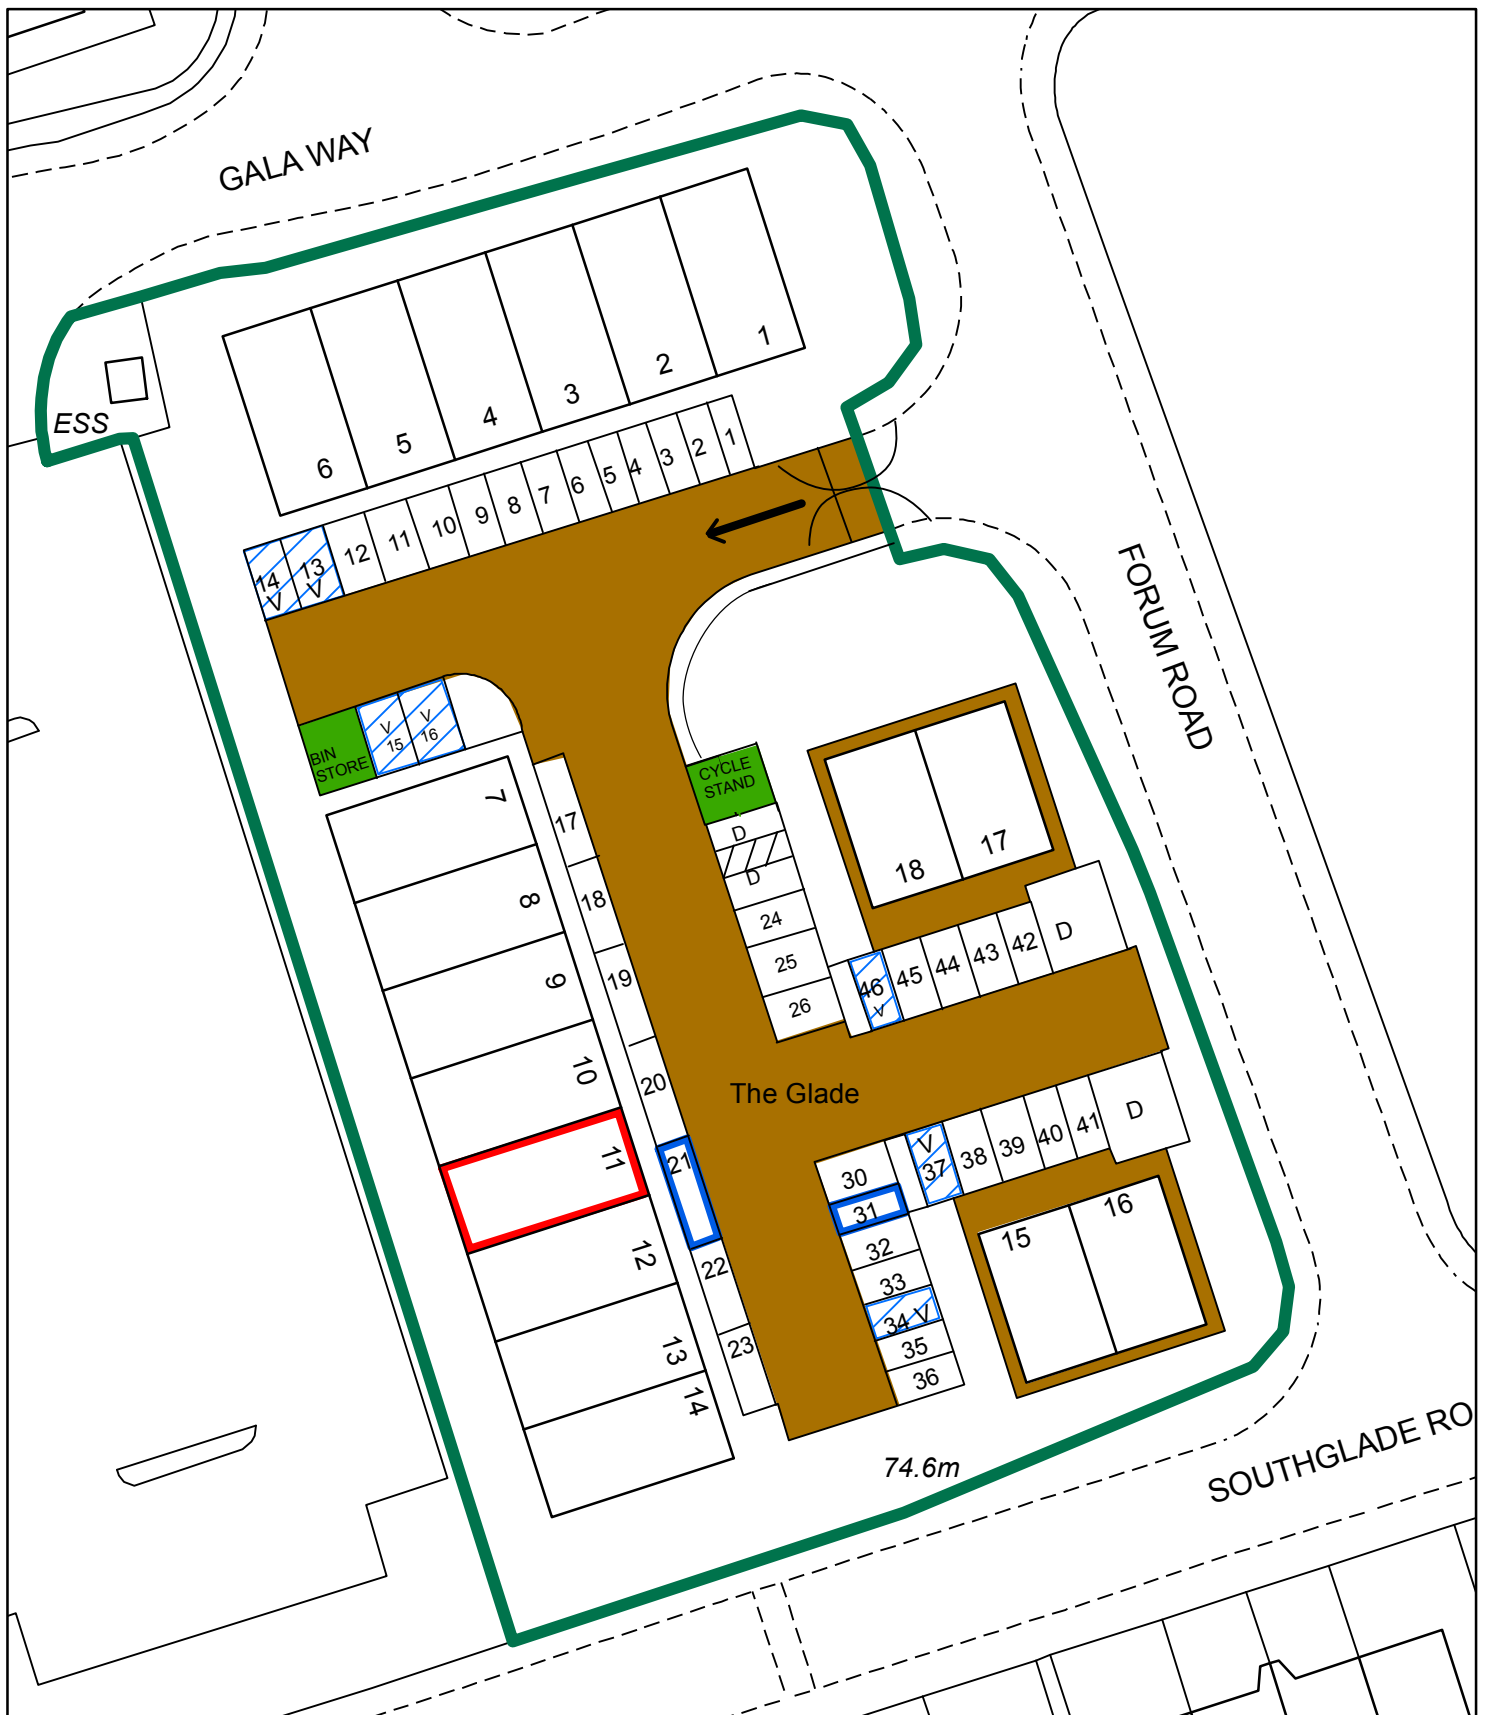 GALA WAY
ESS
1
2
3
4
5
6
1
2
3
4
5
6
7
8
9
10
11
12
13
V
14
V
FORUM ROAD
BIN
STORE
V
15
V
16
CYCLE
STAND
D
D
24
25
26
18
17
46
V
45
44
43
42
D
7
8
9
10
11
12
13
14
17
18
19
20
21
22
23
The Glade
30
31
32
33
34 V
35
36
V
37
38
39
40
41
D
15
16
74.6m
SOUTHGLADE RO